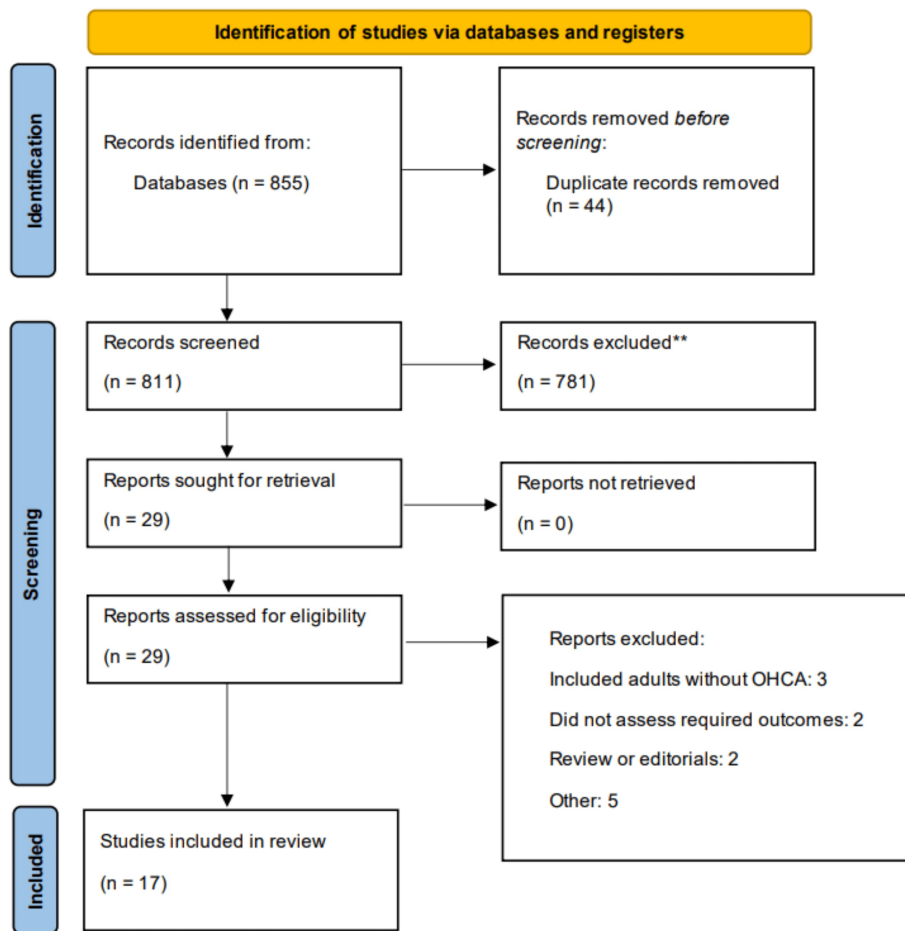 Identification of studies via databases and registers
Identification
Records identified from:
Databases (n = 855)
Records removed before
screening:
Duplicate records removed
(n = 44)
Screening
Records screened
(n = 811)
Records excluded**
(n = 781)
Reports sought for retrieval
(n = 29)
Reports not retrieved
(n = 0)
Reports assessed for eligibility
(n = 29)
Reports excluded:
Included adults without OHCA: 3
Did not assess required outcomes: 2
Review or editorials: 2
Other: 5
Included
Studies included in review
(n = 17)